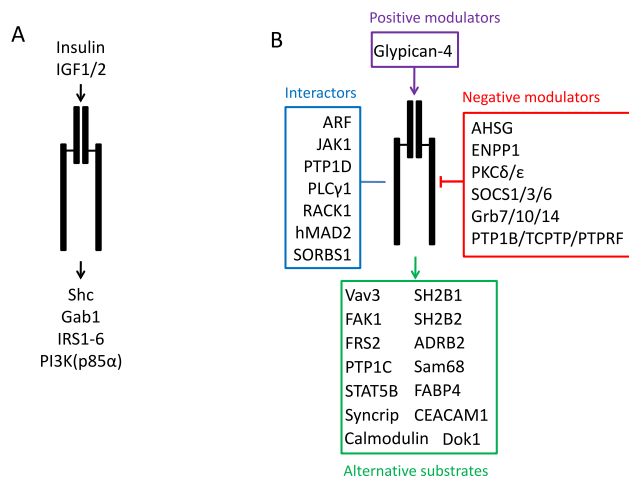 A
Insulin
IGF1/2
Shc
Gab1
IRS1-6
PI3K(p85α)
B
Positive modulators
Glypican-4
Interactors
ARF
JAK1
PTP1D
PLCγ1
RACK1
hMAD2
SORBS1
Negative modulators
AHSG
ENPP1
PKCδ/ε
SOCS1/3/6
Grb7/10/14
PTP1B/TCPTP/PTPRF
Vav3 SH2B1
FAK1 SH2B2
FRS2 ADRB2
PTP1C Sam68
STAT5B FABP4
Syncrip CEACAM1
Calmodulin Dok1
Alternative substrates